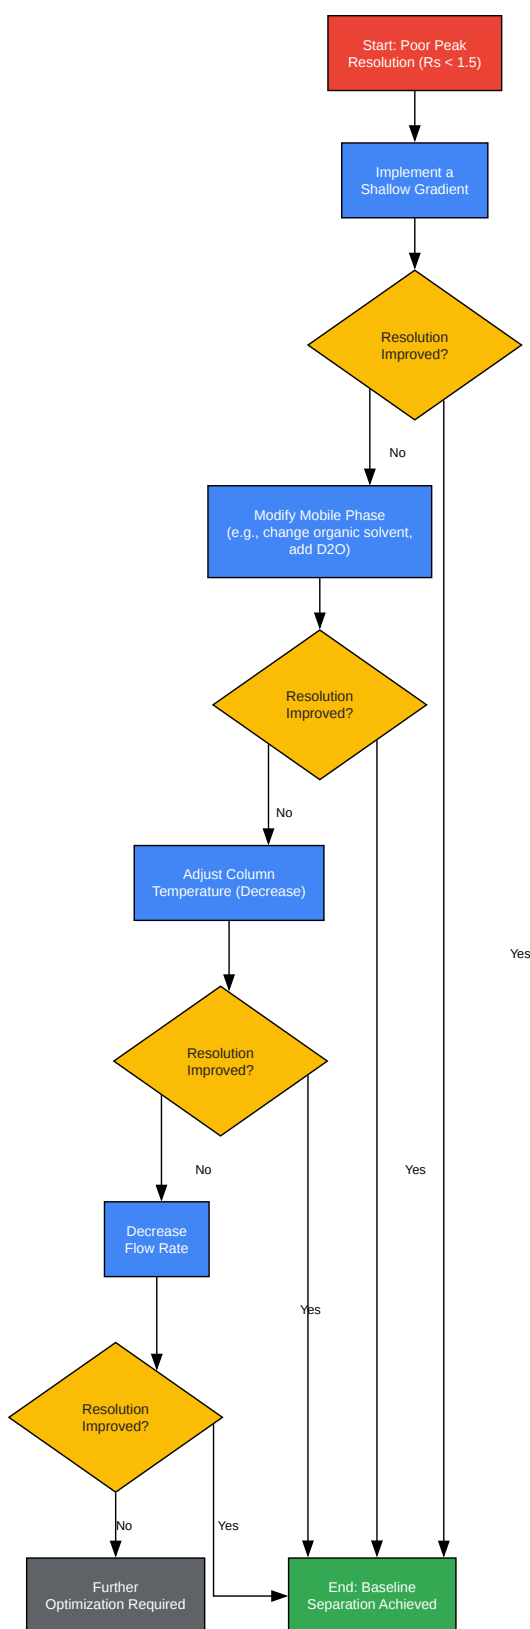 Start: Poor Peak
Resolution (Rs < 1.5)
Implement a
Shallow Gradient
Resolution
Improved?
No
Modify Mobile Phase
(e.g., change organic solvent,
add D2O)
Resolution
Improved?
No
Adjust Column
Temperature (Decrease)
Yes
Resolution
Improved?
No
Yes
Decrease
Flow Rate
Yes
Resolution
Improved?
No
Yes
Further
Optimization Required
End: Baseline
Separation Achieved